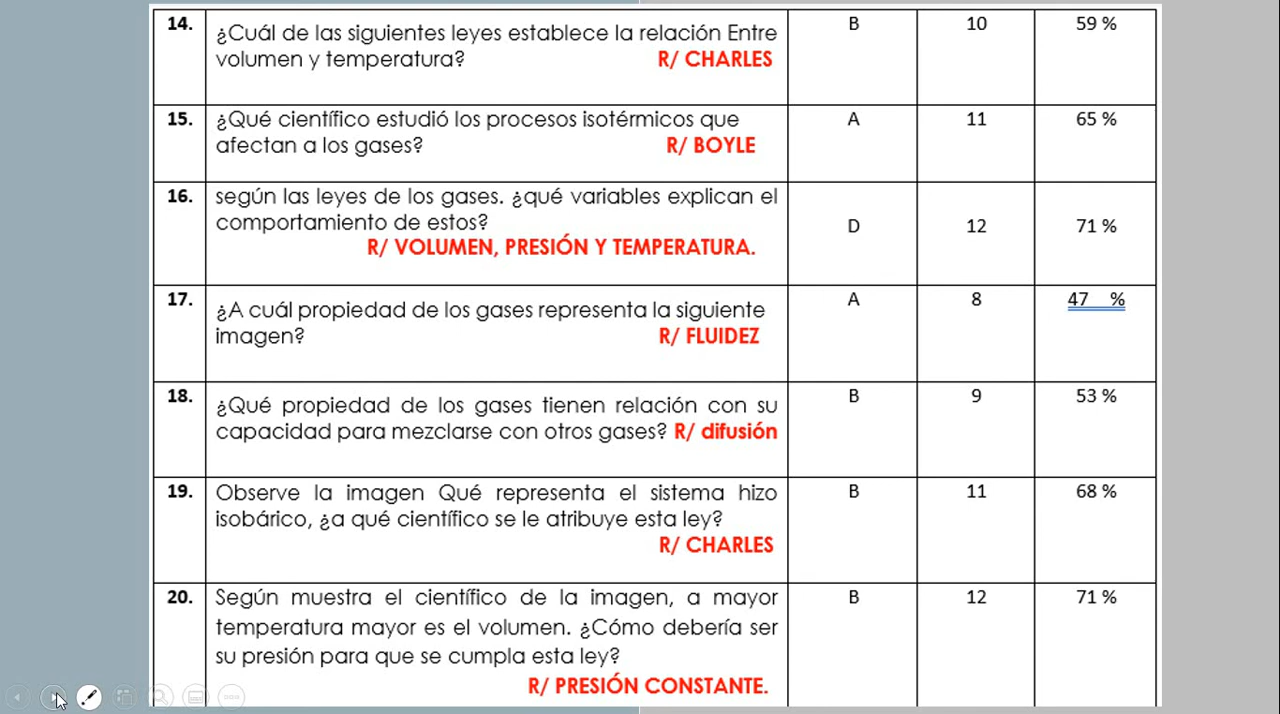 14. ¿Cuál de las siguientes leyes establece la relación Entre B 10 59 %
volumen y temperatura? R/ CHARLES
15. ¿Qué científico estudió los procesos isotérmicos que A 11 65 %
afectan a los gases? R/ BOYLE
16. según las leyes de los gases. ¿qué variables explican el
comportamiento de estos? D 12 71 %
R/ VOLUMEN, PRESIÓN Y TEMPERATURA.
17. ¿A cuál propiedad de los gases representa la siguiente A 8 47 %
imagen? R/ FLUIDEZ
18. ¿Qué propiedad de los gases tienen relación con su B 9 53 %
capacidad para mezclarse con otros gases? R/ difusión
19. Observe la imagen Qué representa el sistema hizo B 11 68 %
isobárico, ¿a qué científico se le atribuye esta ley?
R/ CHARLES
20. Según muestra el científico de la imagen, a mayor B 12 71 %
temperatura mayor es el volumen. ¿Cómo debería ser
su presión para que se cumpla esta ley?
R/ PRESIÓN CONSTANTE.